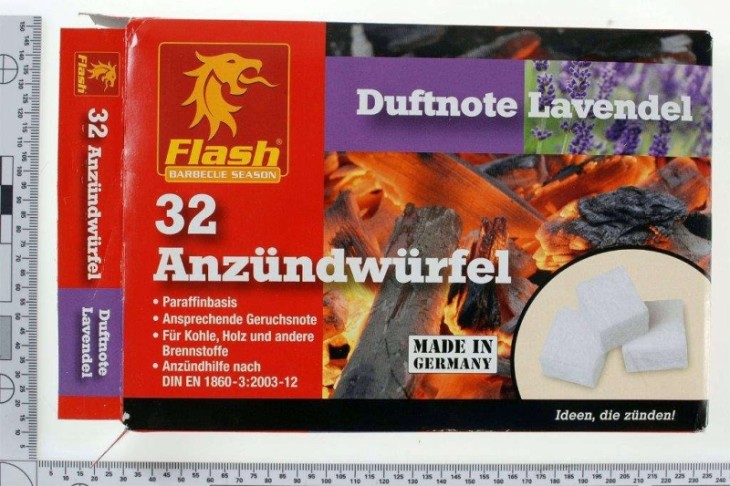 Flash
32 Anzündwürfel
Duftnote
Lavendel
Flash®
BARBECUE SEASON
Duftnote Lavendel
32
Anzündwürfel
• Paraffinbasis
• Ansprechende Geruchsnote
• Für Kohle, Holz und andere
Brennstoffe
• Anzündhilfe nach
DIN EN 1860-3:2003-12
MADE IN
GERMANY
Ideen, die zünden!